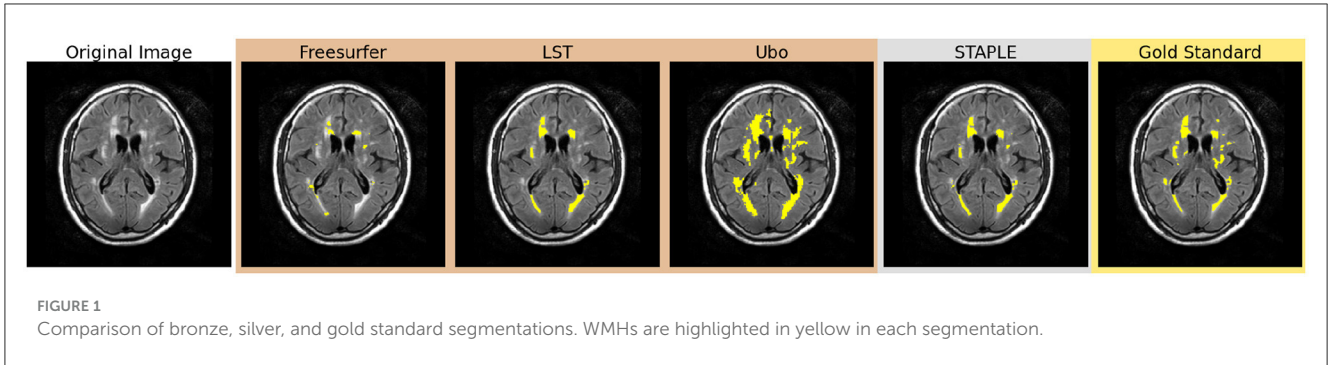 Original Image Freesurfer LST Ubo STAPLE Gold Standard
FIGURE 1
Comparison of bronze, silver, and gold standard segmentations. WMHs are highlighted in yellow in each segmentation.